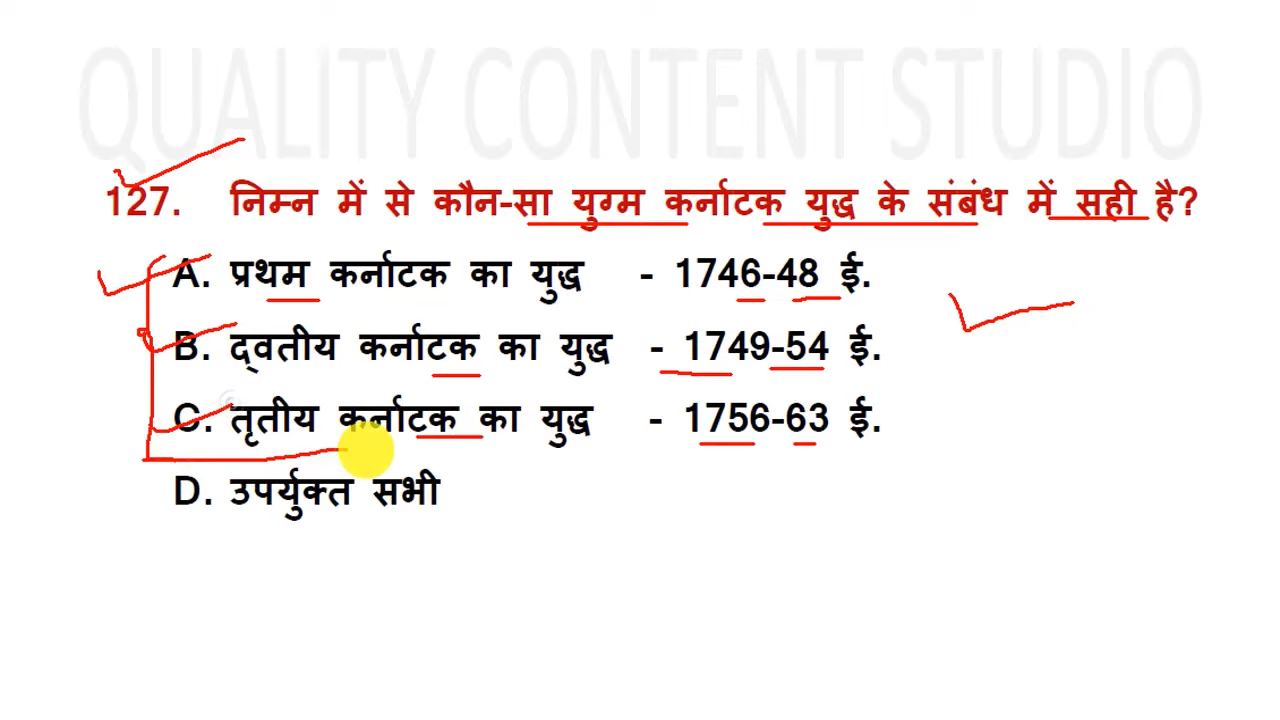 QUALITY CONTENT STUDIO
127. निम्न में से कौन-सा युग्म कर्नाटक युद्ध के संबंध में सही है?
A. प्रथम कर्नाटक का युद्ध - 1746-48 ई.
B. द्वतीय कर्नाटक का युद्ध - 1749-54 ई.
C. तृतीय कर्नाटक का युद्ध - 1756-63 ई.
D. उपर्युक्त सभी